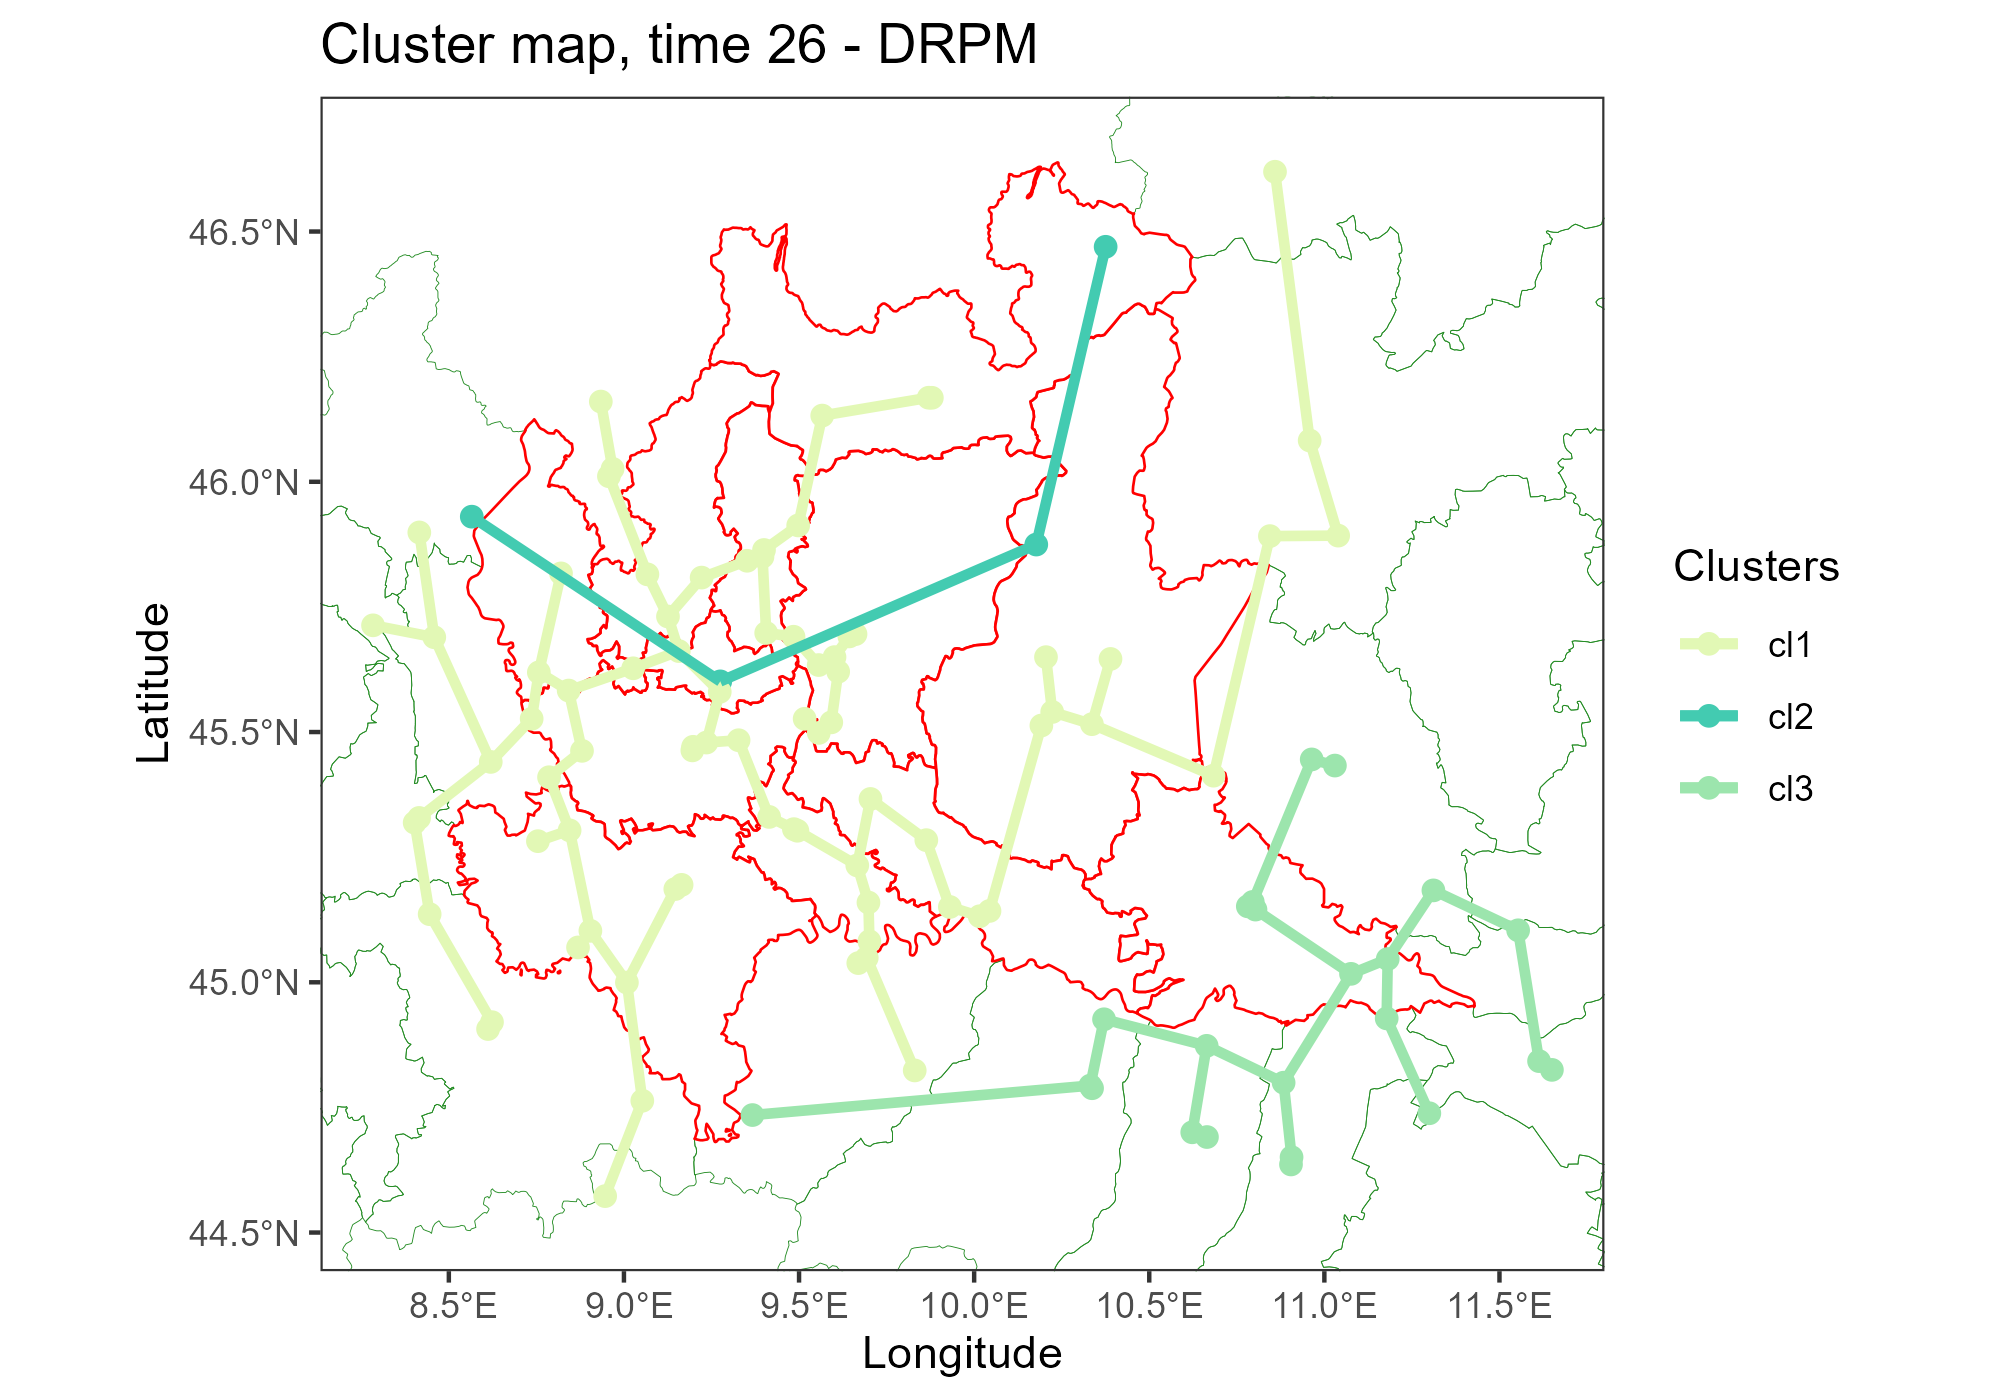 Cluster map, time 26 - DRPM
46.5°N
46.0°N
45.5°N
45.0°N
44.5°N
Latitude
8.5°E
9.0°E
9.5°E
10.0°E
10.5°E
11.0°E
11.5°E
Longitude
Clusters
cl1
cl2
cl3